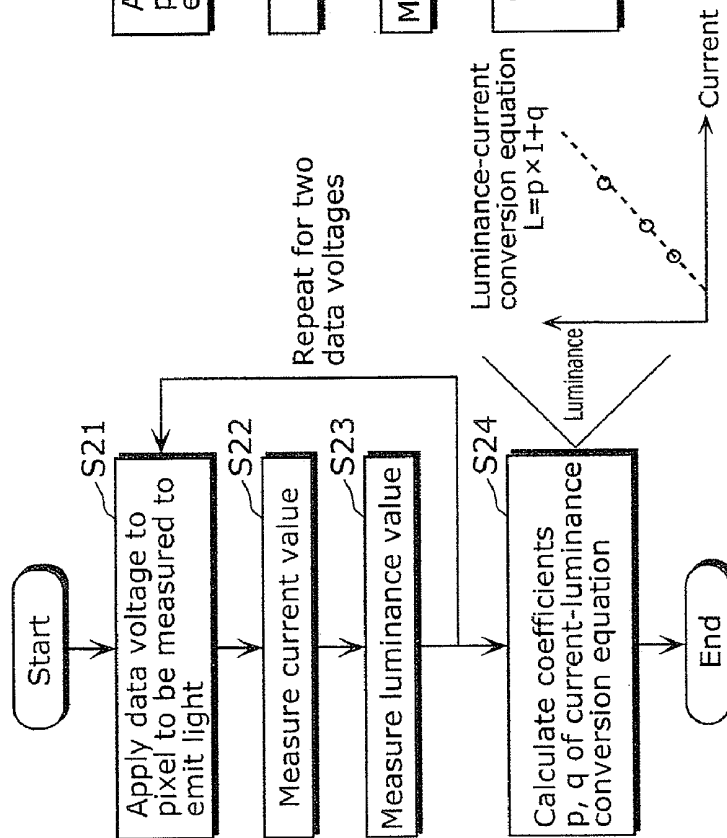 Start
S21
Apply data voltage to
pixel to be measured to
emit light
S22
Measure current value
S23
Measure luminance value
Repeat for two
data voltages
S24
Calculate coefficients
p, q of current-luminance
conversion equation
End
Luminance-current
conversion equation
L=p×I+q
Luminance
Current
A
p
e
M